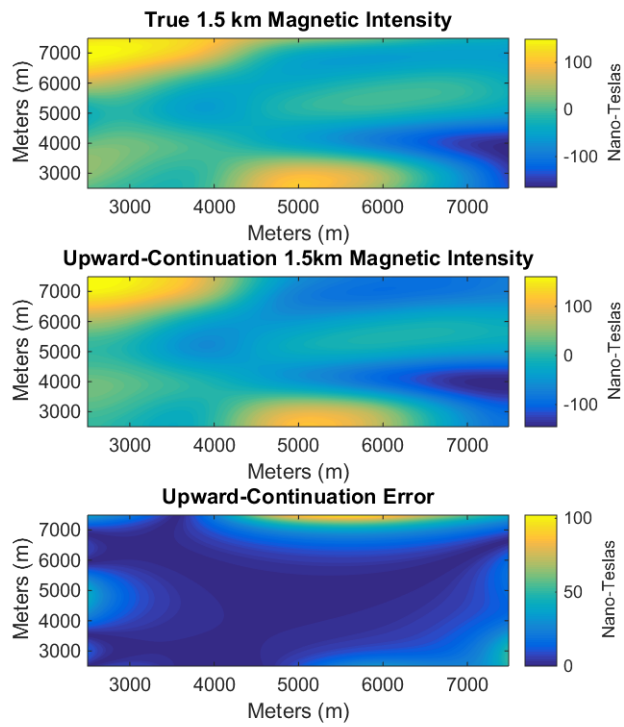 True 1.5 km Magnetic Intensity
7000
6000
5000
4000
3000
Meters (m)
3000 4000 5000 6000 7000
Meters (m)
100
0
-100
Nano-Teslas
Upward-Continuation 1.5km Magnetic Intensity
7000
6000
5000
4000
3000
Meters (m)
3000 4000 5000 6000 7000
Meters (m)
100
0
-100
Nano-Teslas
Upward-Continuation Error
7000
6000
5000
4000
3000
Meters (m)
3000 4000 5000 6000 7000
Meters (m)
100
50
0
Nano-Teslas